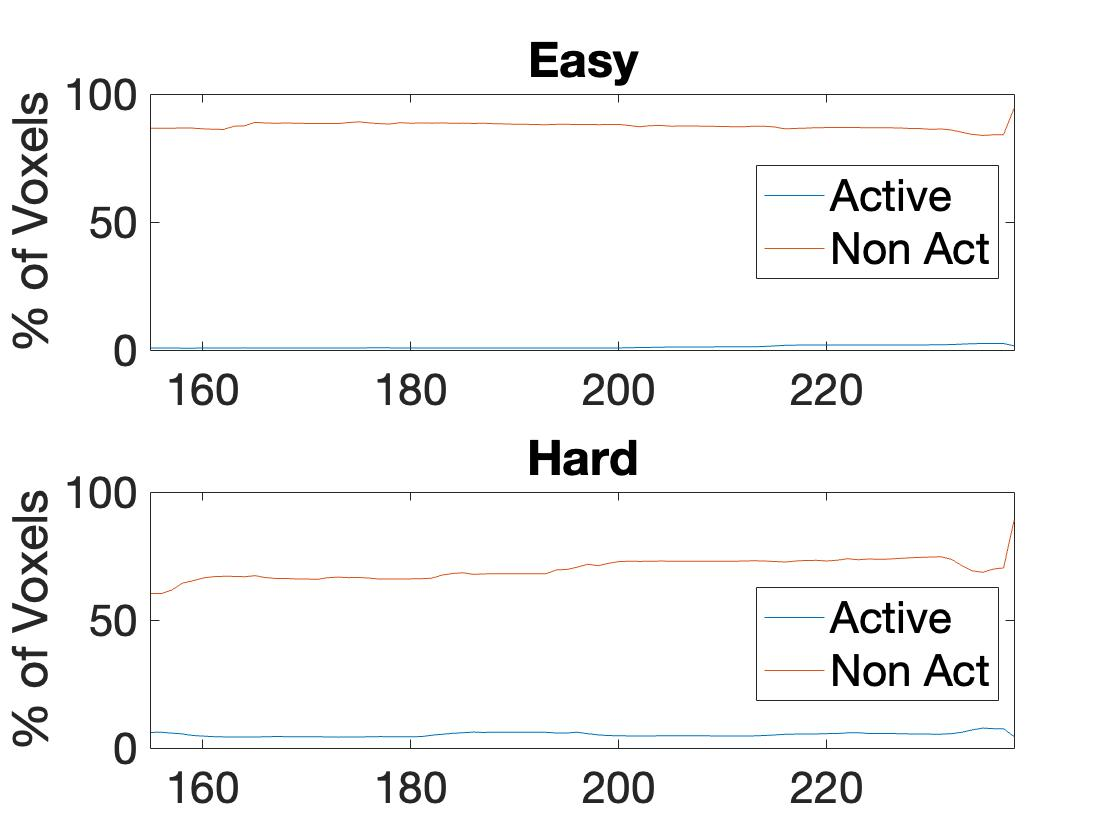 Easy
% of Voxels
100
50
0
Active
Non Act
160 180 200 220
Hard
% of Voxels
100
50
0
Active
Non Act
160 180 200 220